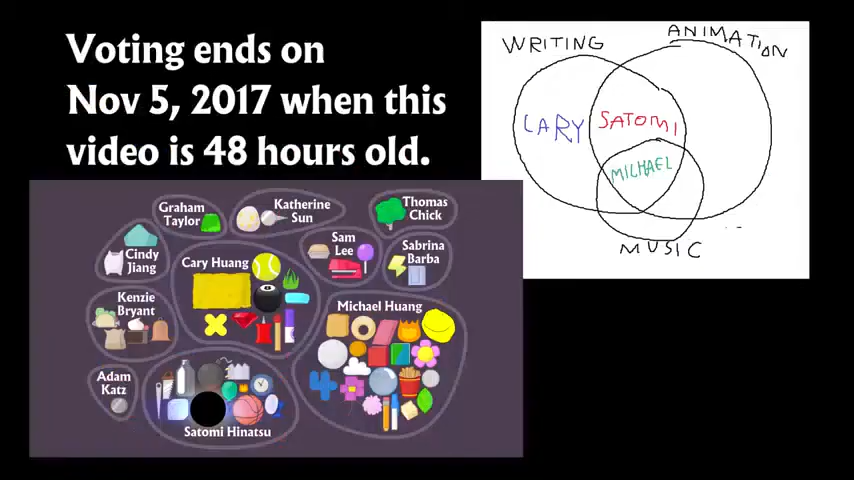 Voting ends on
Nov 5, 2017 when this
video is 48 hours old.
WRITING
ANIMATION
CARY
SATOMI
MICHAEL
MUSIC
Graham
Taylor
Katherine
Sun
Thomas
Chick
Cindy
Jiang
Cary Huang
Sam
Lee
Sabrina
Barba
Kenzie
Bryant
Michael Huang
Adam
Katz
Satomi Hinatsu